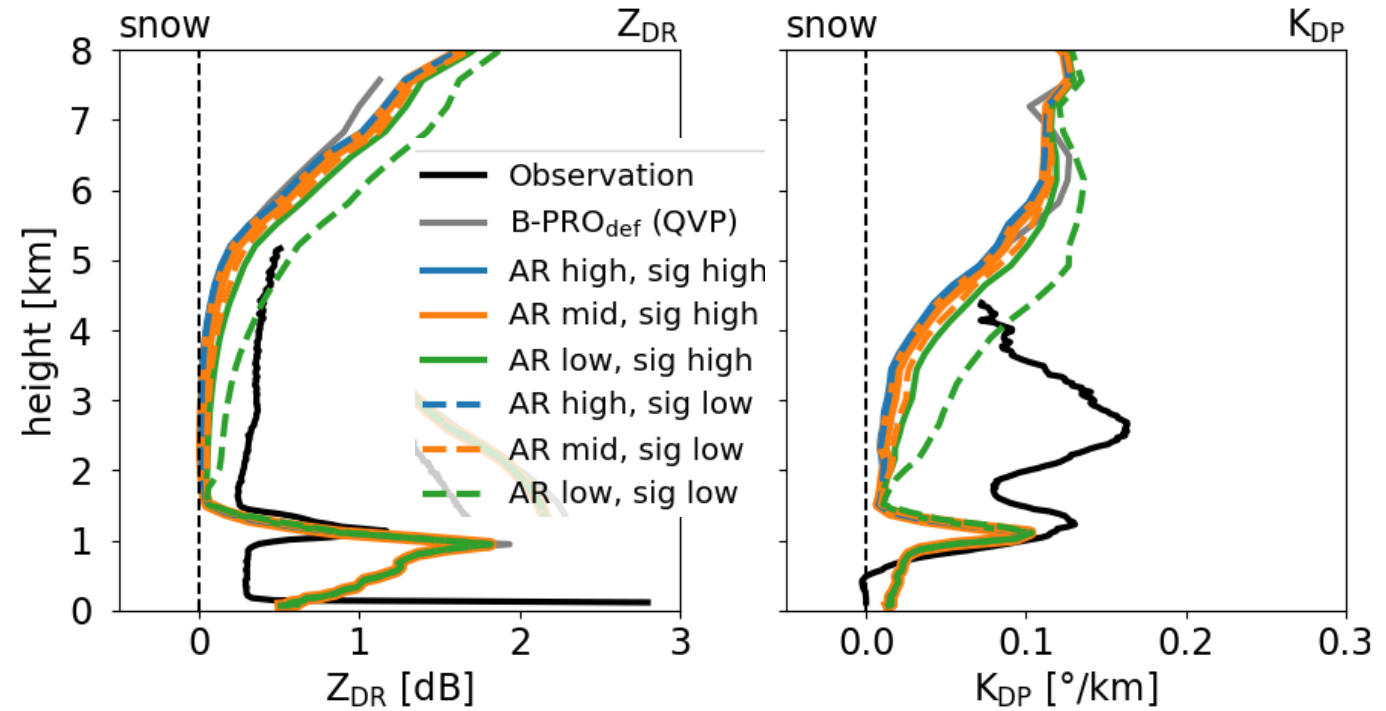 snow Z_DR snow K_DP
8 7 6 5 4 3 2 1 0
height [km]
Observation
B-PRO_def (QVP)
AR high, sig high
AR mid, sig high
AR low, sig high
AR high, sig low
AR mid, sig low
AR low, sig low
0 1 2 3 0.0 0.1 0.2 0.3
Z_DR [dB] K_DP [°/km]